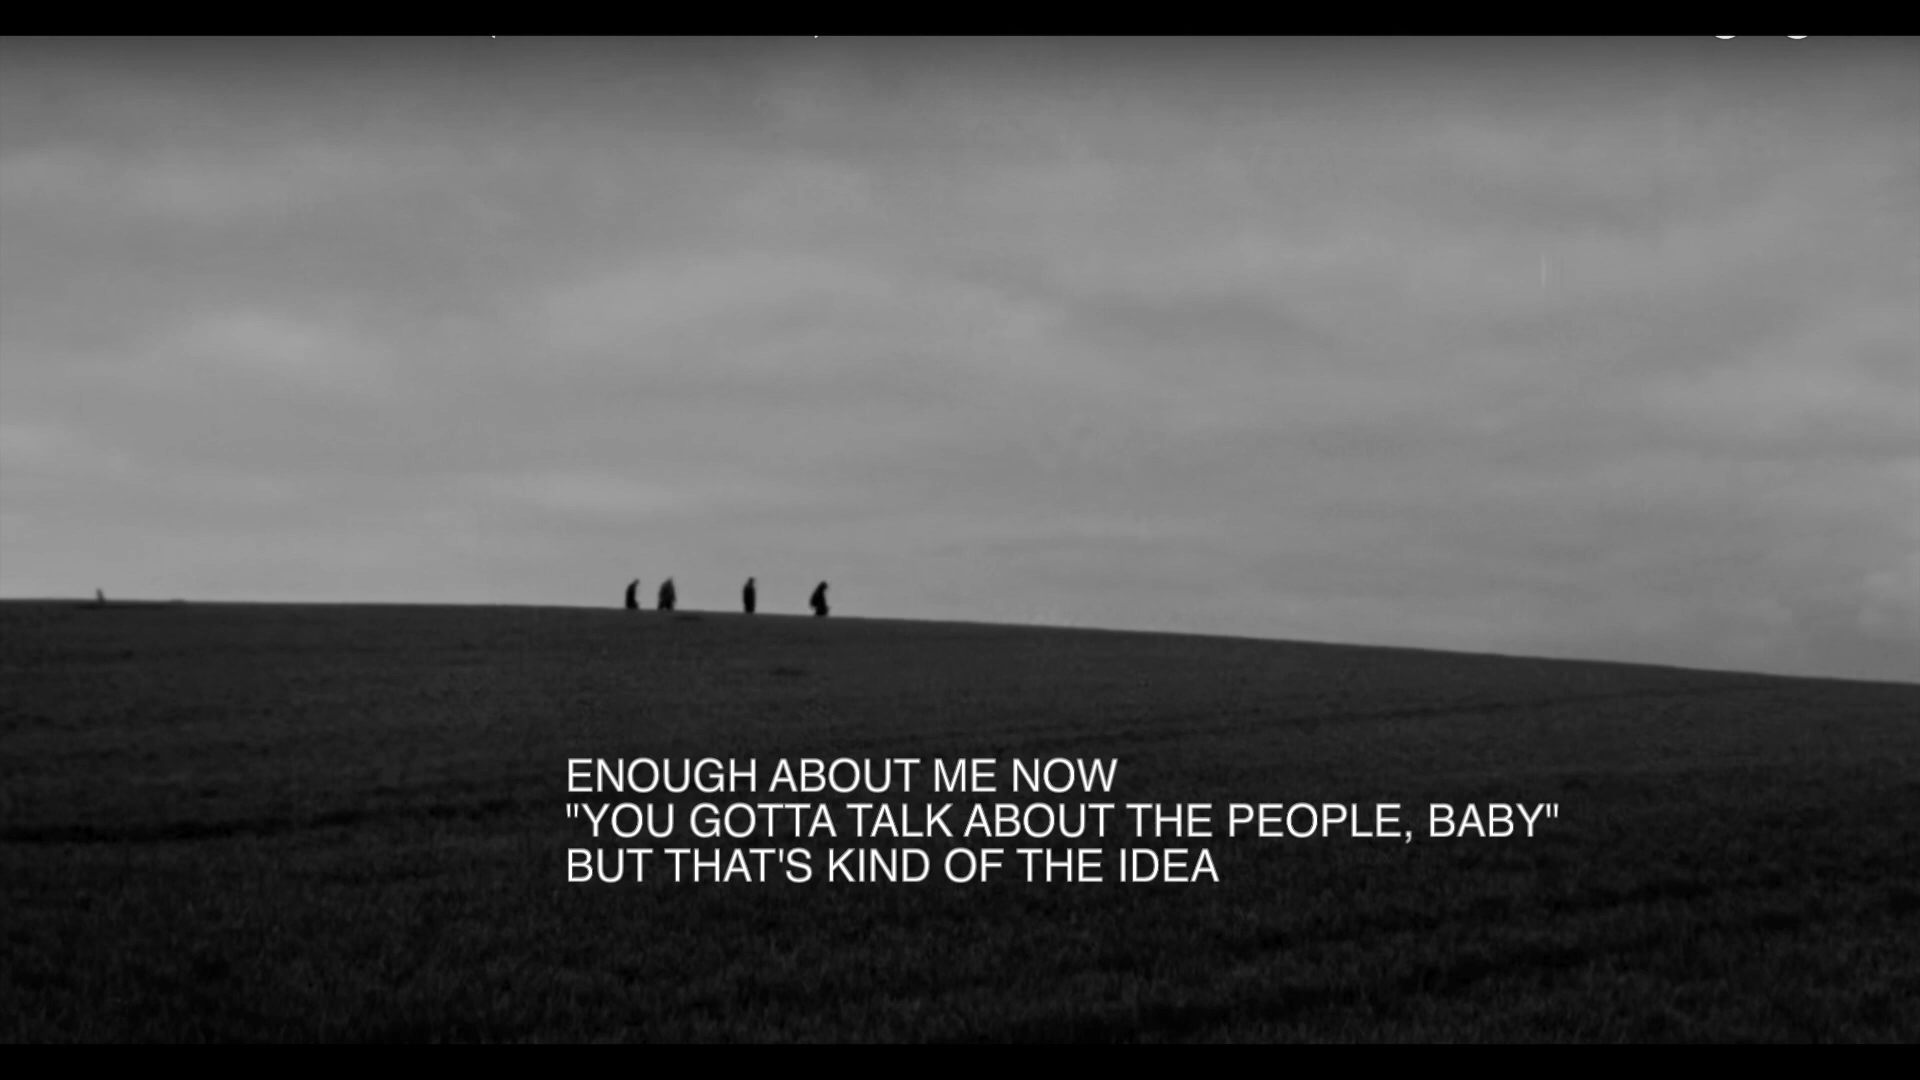 ENOUGH ABOUT ME NOW
"YOU GOTTA TALK ABOUT THE PEOPLE, BABY"
BUT THAT'S KIND OF THE IDEA